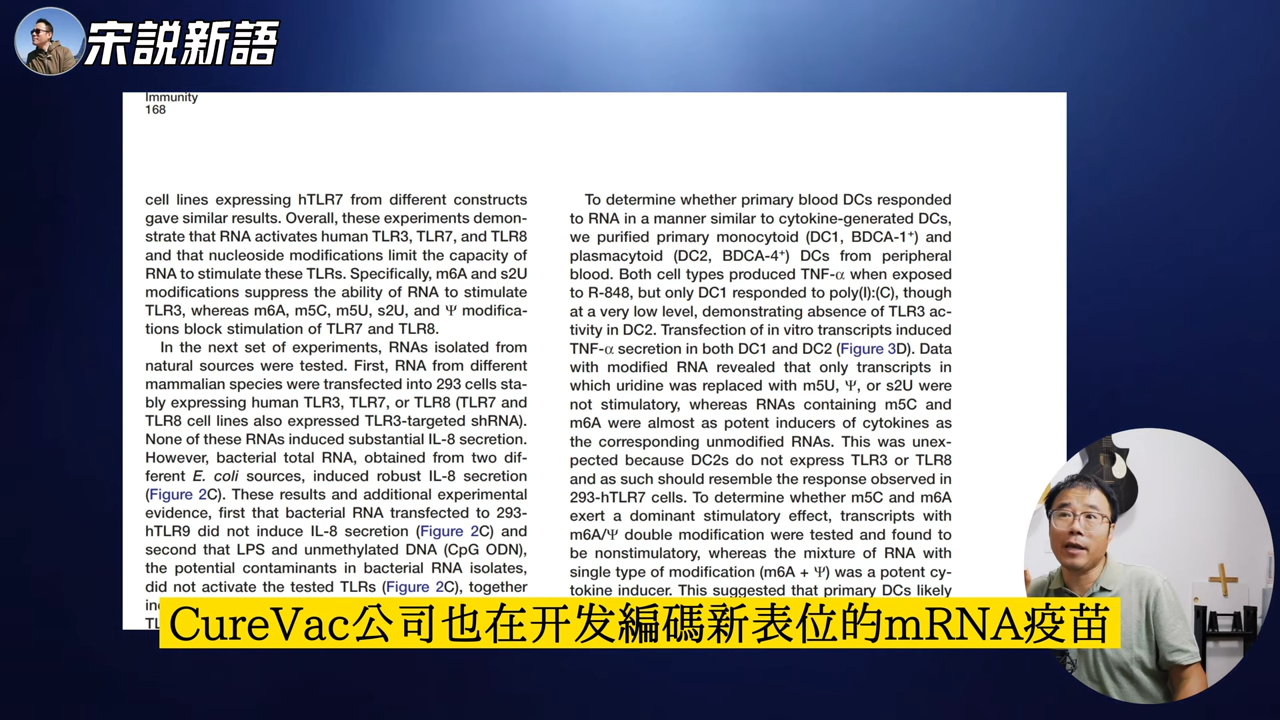 宋説新語
Immunity
168
cell lines expressing hTLR7 from different constructs
gave similar results. Overall, these experiments demon-
strate that RNA activates human TLR3, TLR7, and TLR8
and that nucleoside modifications limit the capacity of
RNA to stimulate these TLRs. Specifically, m6A and s2U
modifications suppress the ability of RNA to stimulate
TLR3, whereas m6A, m5C, m5U, s2U, and Ψ modifica-
tions block stimulation of TLR7 and TLR8.
In the next set of experiments, RNAs isolated from
natural sources were tested. First, RNA from different
mammalian species were transfected into 293 cells sta-
bly expressing human TLR3, TLR7, or TLR8 (TLR7 and
TLR8 cell lines also expressed TLR3-targeted shRNA).
None of these RNAs induced substantial IL-8 secretion.
However, bacterial total RNA, obtained from two dif-
ferent E. coli sources, induced robust IL-8 secretion
(Figure 2C). These results and additional experimental
evidence, first that bacterial RNA transfected to 293-
hTLR9 did not induce IL-8 secretion (Figure 2C) and
second that LPS and unmethylated DNA (CpG ODN),
the potential contaminants in bacterial RNA isolates,
did not activate the tested TLRs (Figure 2C), together
To determine whether primary blood DCs responded
to RNA in a manner similar to cytokine-generated DCs,
we purified primary monocytoid (DC1, BDCA-1⁺) and
plasmacytoid (DC2, BDCA-4⁺) DCs from peripheral
blood. Both cell types produced TNF-α when exposed
to R-848, but only DC1 responded to poly(I):(C), though
at a very low level, demonstrating absence of TLR3 ac-
tivity in DC2. Transfection of in vitro transcripts induced
TNF-α secretion in both DC1 and DC2 (Figure 3D). Data
with modified RNA revealed that only transcripts in
which uridine was replaced with m5U, Ψ, or s2U were
not stimulatory, whereas RNAs containing m5C and
m6A were almost as potent inducers of cytokines as
the corresponding unmodified RNAs. This was unex-
pected because DC2s do not express TLR3 or TLR8
and as such should resemble the response observed in
293-hTLR7 cells. To determine whether m5C and m6A
exert a dominant stimulatory effect, transcripts with
m6A/Ψ double modification were tested and found to
be nonstimulatory, whereas the mixture of RNA with
single type of modification (m6A + Ψ) was a potent cy-
tokine inducer. This suggested that primary DCs likely
CureVac公司也在开发編碼新表位的mRNA疫苗